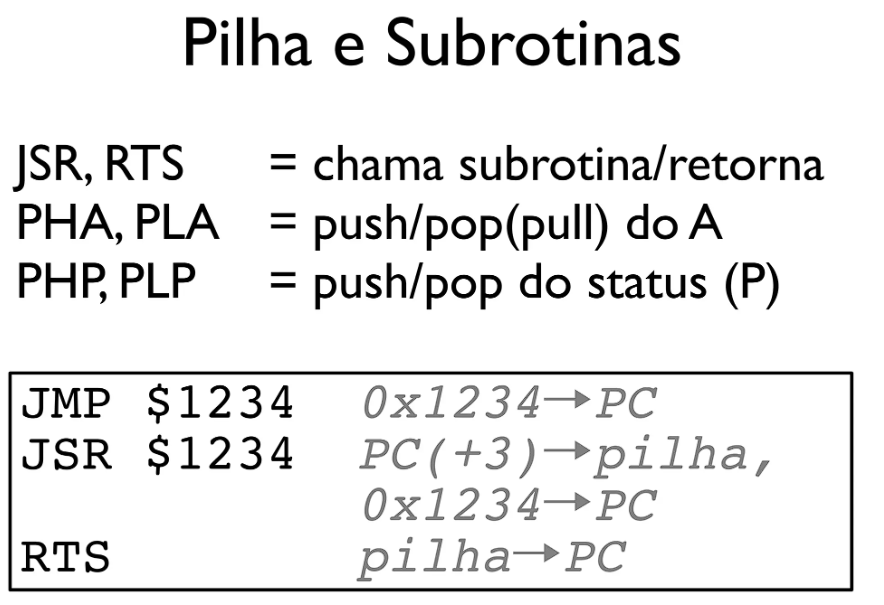 Pilha e Subrotinas
JSR, RTS = chama subrotina/retorna
PHA, PLA = push/pop(pull) do A
PHP, PLP = push/pop do status (P)
JMP $1234 0x1234→PC
JSR $1234 PC(+3)→pilha,
0x1234→PC
RTS pilha→PC